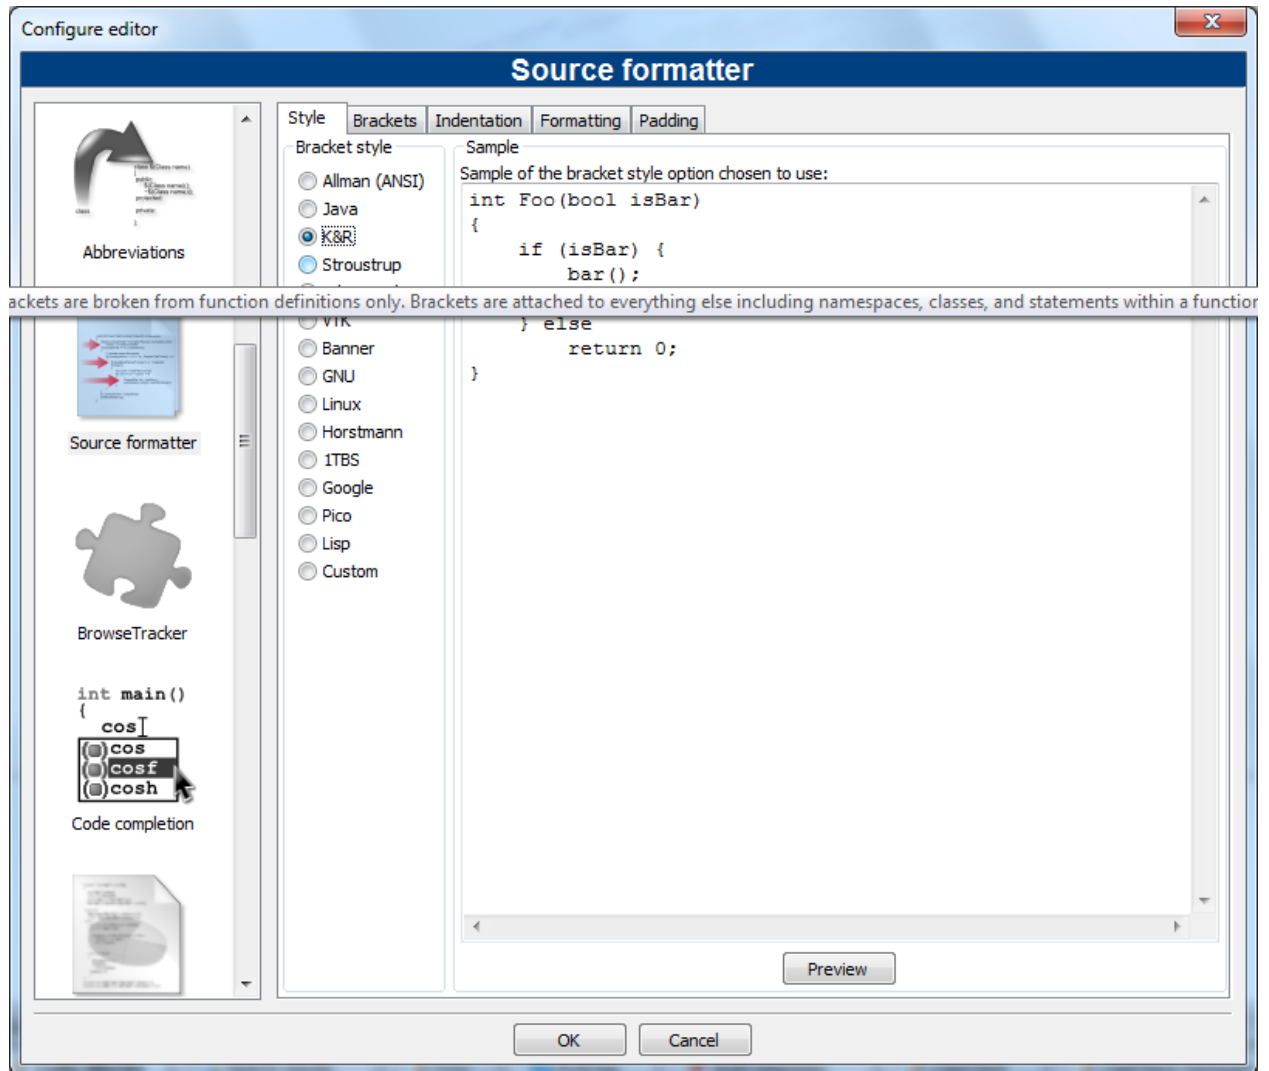 Configure editor
Source formatter
Abbreviations
Source formatter
BrowseTracker
int main()
{
cos
()cos
()cosf
()cosh
Code completion
Style Brackets Indentation Formatting Padding
Bracket style
Allman (ANSI)
Java
K&R
Stroustrup
ackets are broken from function definitions only. Brackets are attached to everything else including namespaces, classes, and statements within a function
VTK
Banner
GNU
Linux
Horstmann
1TBS
Google
Pico
Lisp
Custom
Sample
Sample of the bracket style option chosen to use:
int Foo(bool isBar)
{
if (isBar) {
bar();
} else
return 0;
}
Preview
OK Cancel